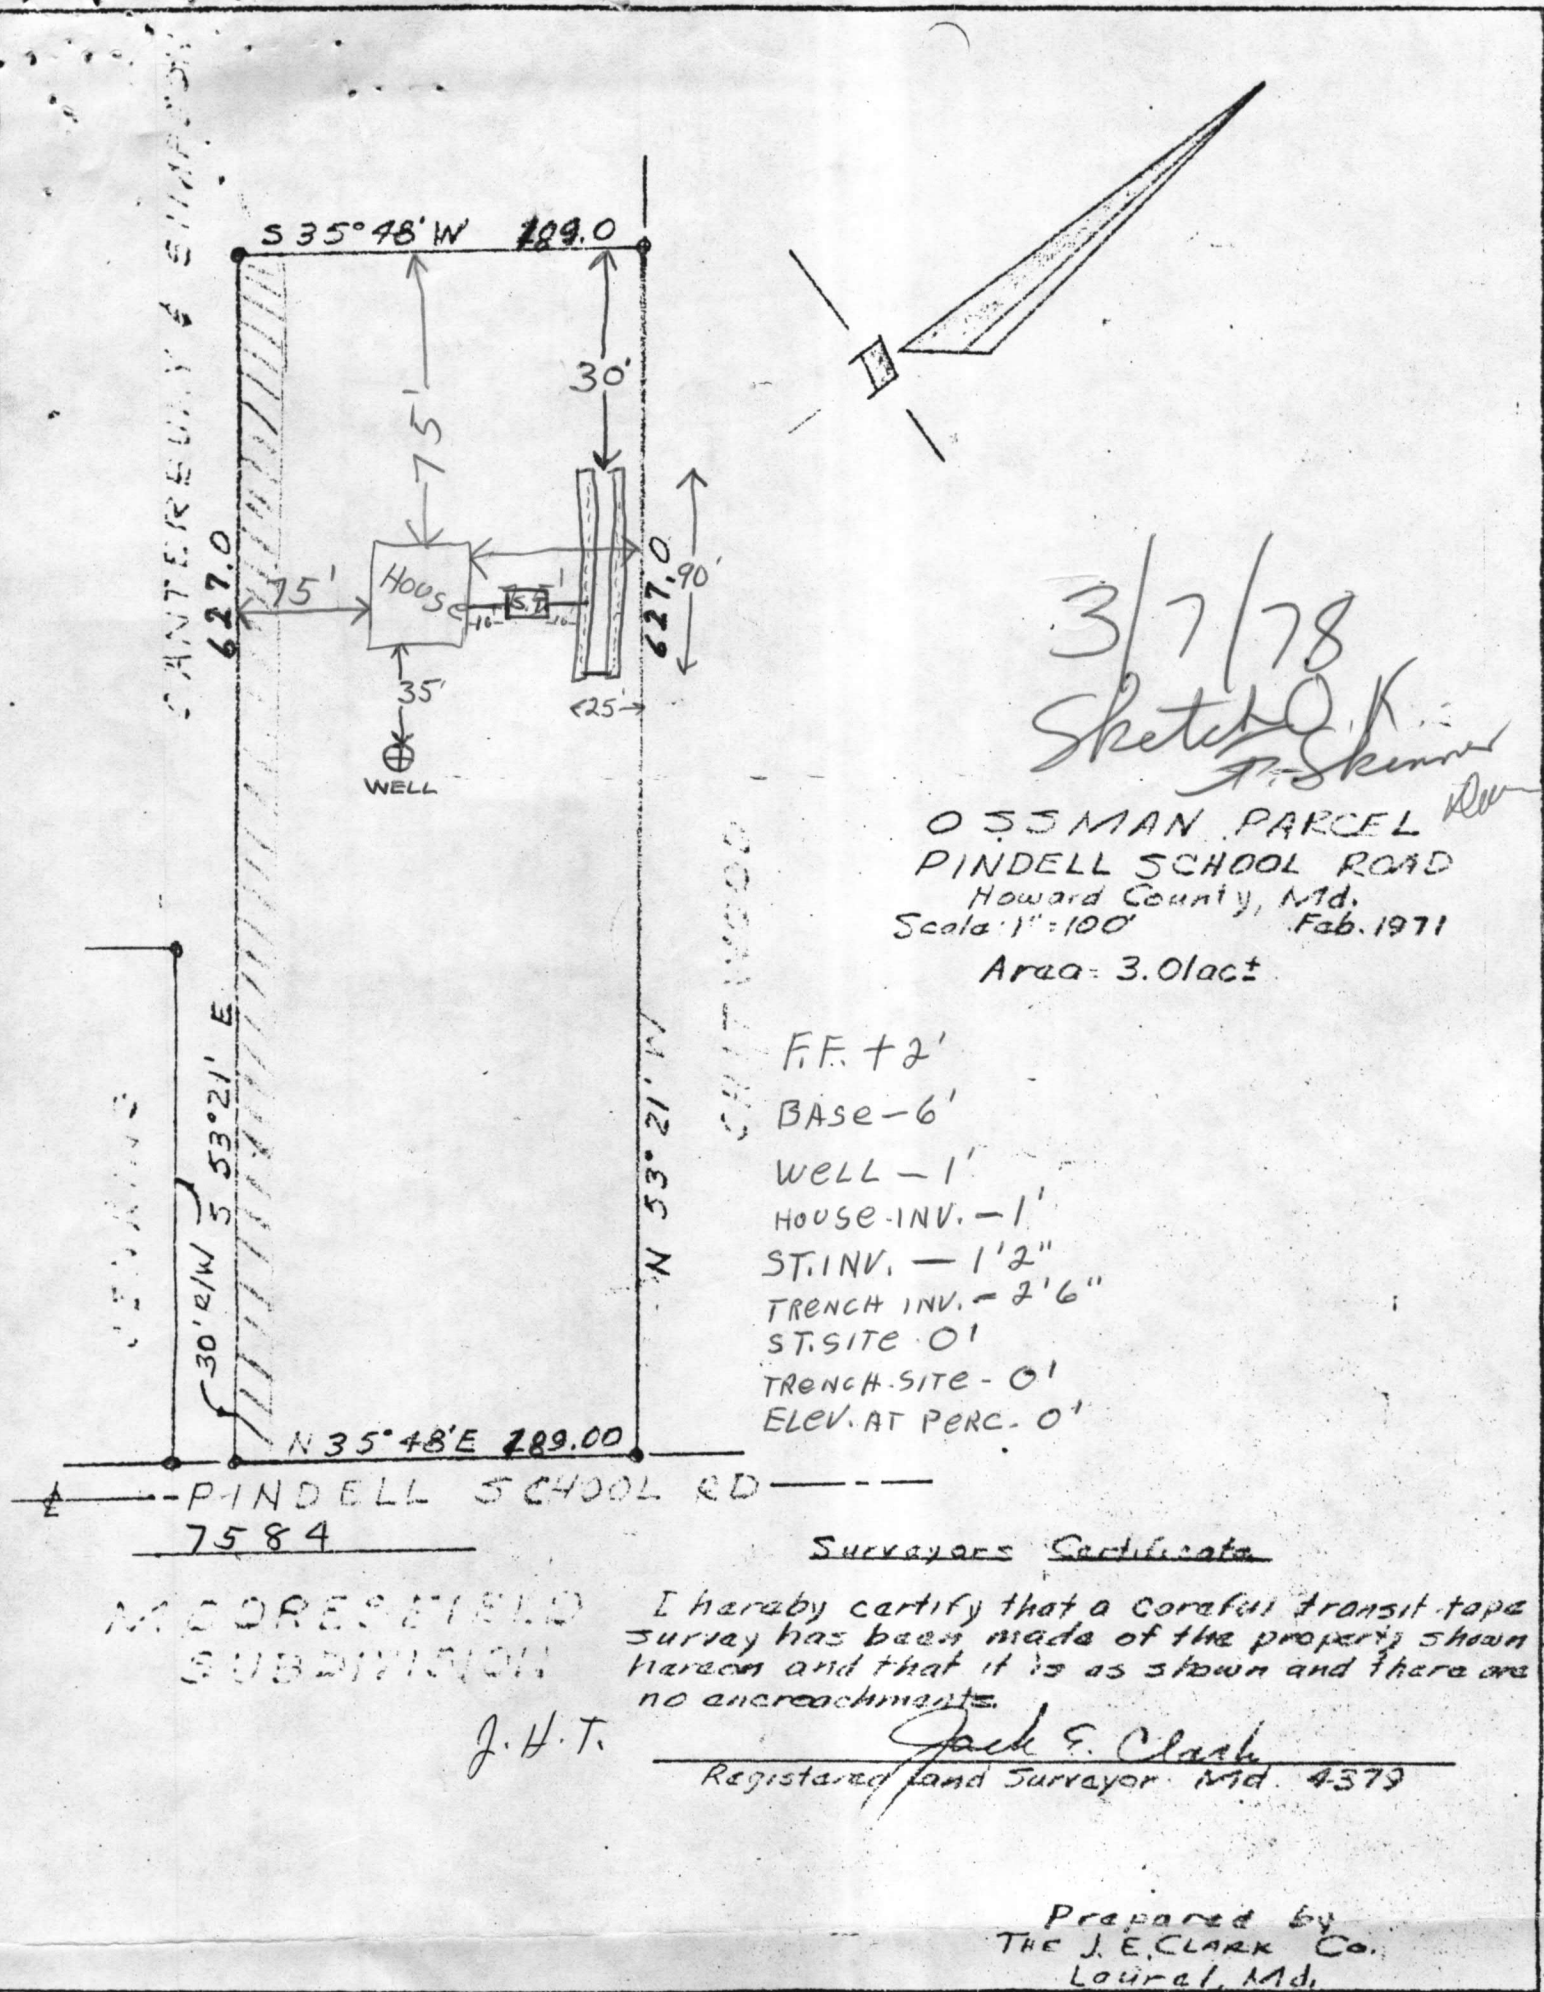 S 35° 48' W 289.0
CANTERBURY & SIMPSON
75'
30'
627.0
75'
House
10
S.T.
10
627.0
90'
35'
25'
WELL
3/7/78
Sketch O.K.
F. Skinner
OSSMAN PARCEL
PINDELL SCHOOL ROAD
Howard County, Md.
Scale: 1"=100' Feb. 1971
Area = 3.01ac±
S 53° 21' E
30' R/W
N 53° 21' W
F.F. + 2'
BASe - 6'
WeLL - 1'
HOUSe INV. - 1'
ST. INV. - 1'2"
TRENCH INV. - 2'6"
ST. SITe 0'
TRENCH SITe - 0'
ELeV. AT PeRC - 0'
N 35° 48' E 289.00
PINDELL SCHOOL RD
7584
MOORESFIELD
SUBDIVISION
J.H.T.
Surveyors Certificate
I hereby certify that a careful transit-tape
survey has been made of the property shown
hereon and that it is as shown and there are
no encroachments.
Jack E. Clark
Registered Land Surveyor Md. 4379
Prepared by
THE J. E. CLARK Co.
Laurel, Md.